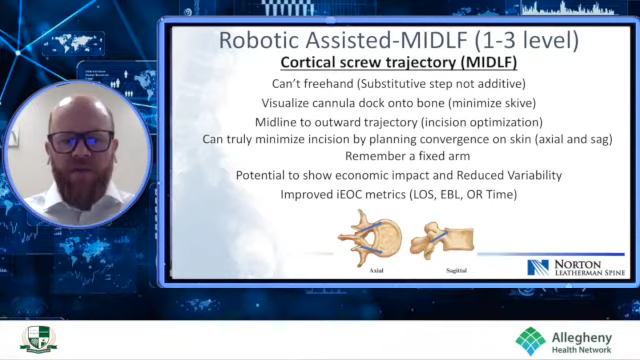 Robotic Assisted-MIDLF (1-3 level)
Cortical screw trajectory (MIDLF)
Can't freehand (Substitutive step not additive)
Visualize cannula dock onto bone (minimize skive)
Midline to outward trajectory (incision optimization)
Can truly minimize incision by planning convergence on skin (axial and sag)
Remember a fixed arm
Potential to show economic impact and Reduced Variability
Improved iEOC metrics (LOS, EBL, OR Time)
Axial
Sagittal
NORTON
LEATHERMAN SPINE
Allegheny
Health Network